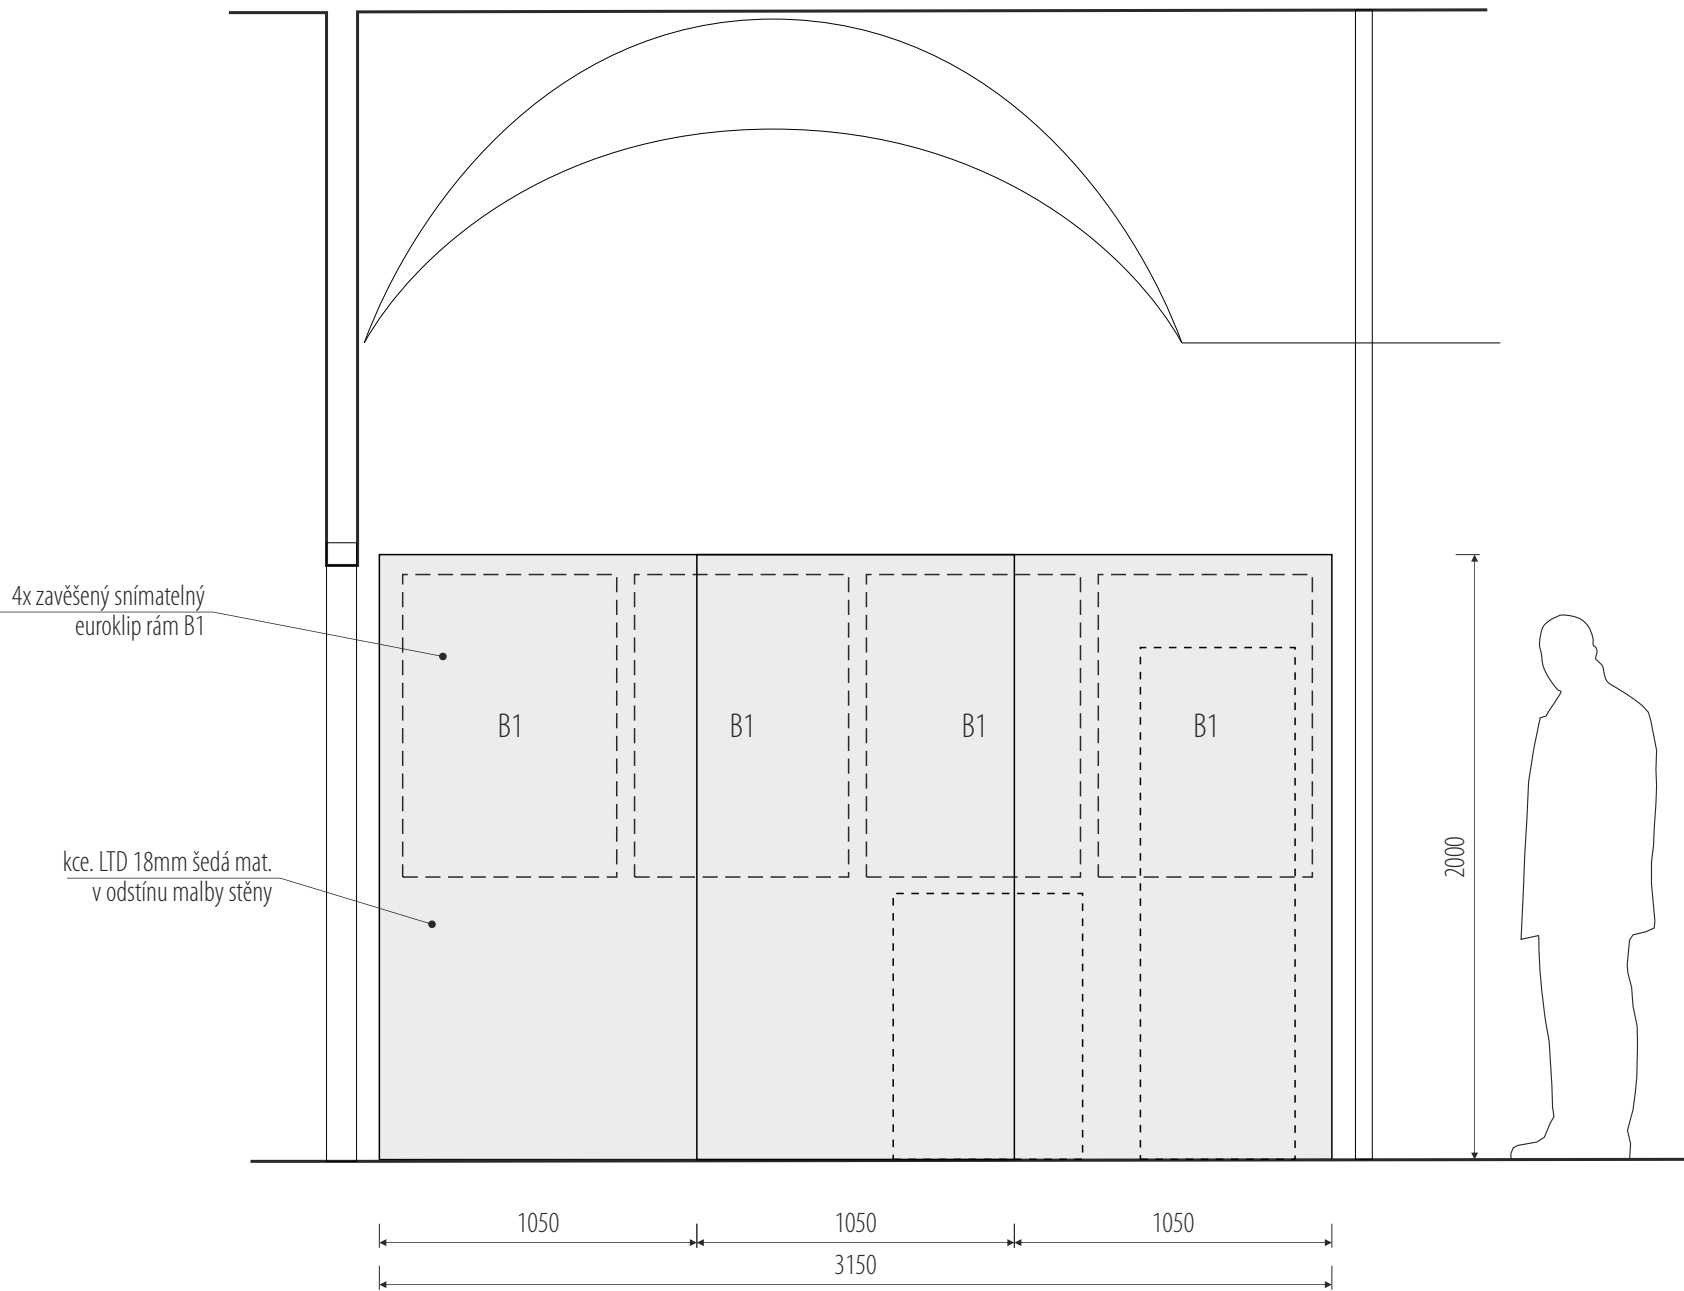 4x zavěšený snímatelný
euroklip rám B1
B1
B1
B1
B1
kce. LTD 18mm šedá mat.
v odstínu malby stěny
2000
1050
1050
1050
3150